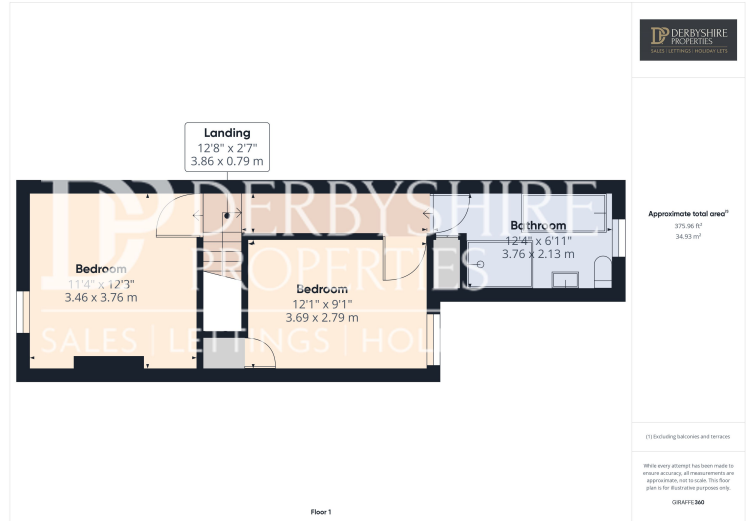 DERBYSHIRE
PROPERTIES
SALES | LETTINGS | HOLIDAY LETS
Landing
12'8" x 2'7"
3.86 x 0.79 m
DERBYSHIRE
PROPERTIES
SALES | LETTINGS | HOL
Bathroom
12'4" x 6'11"
3.76 x 2.13 m
Bedroom
11'4" x 12'3"
3.46 x 3.76 m
Bedroom
12'1" x 9'1"
3.69 x 2.79 m
Approximate total area⁽¹⁾
375.96 ft²
34.93 m²
(1) Excluding balconies and terraces
While every attempt has been made to
ensure accuracy, all measurements are
approximate, not to scale. This floor
plan is for illustrative purposes only.
GIRAFFE360
Floor 1